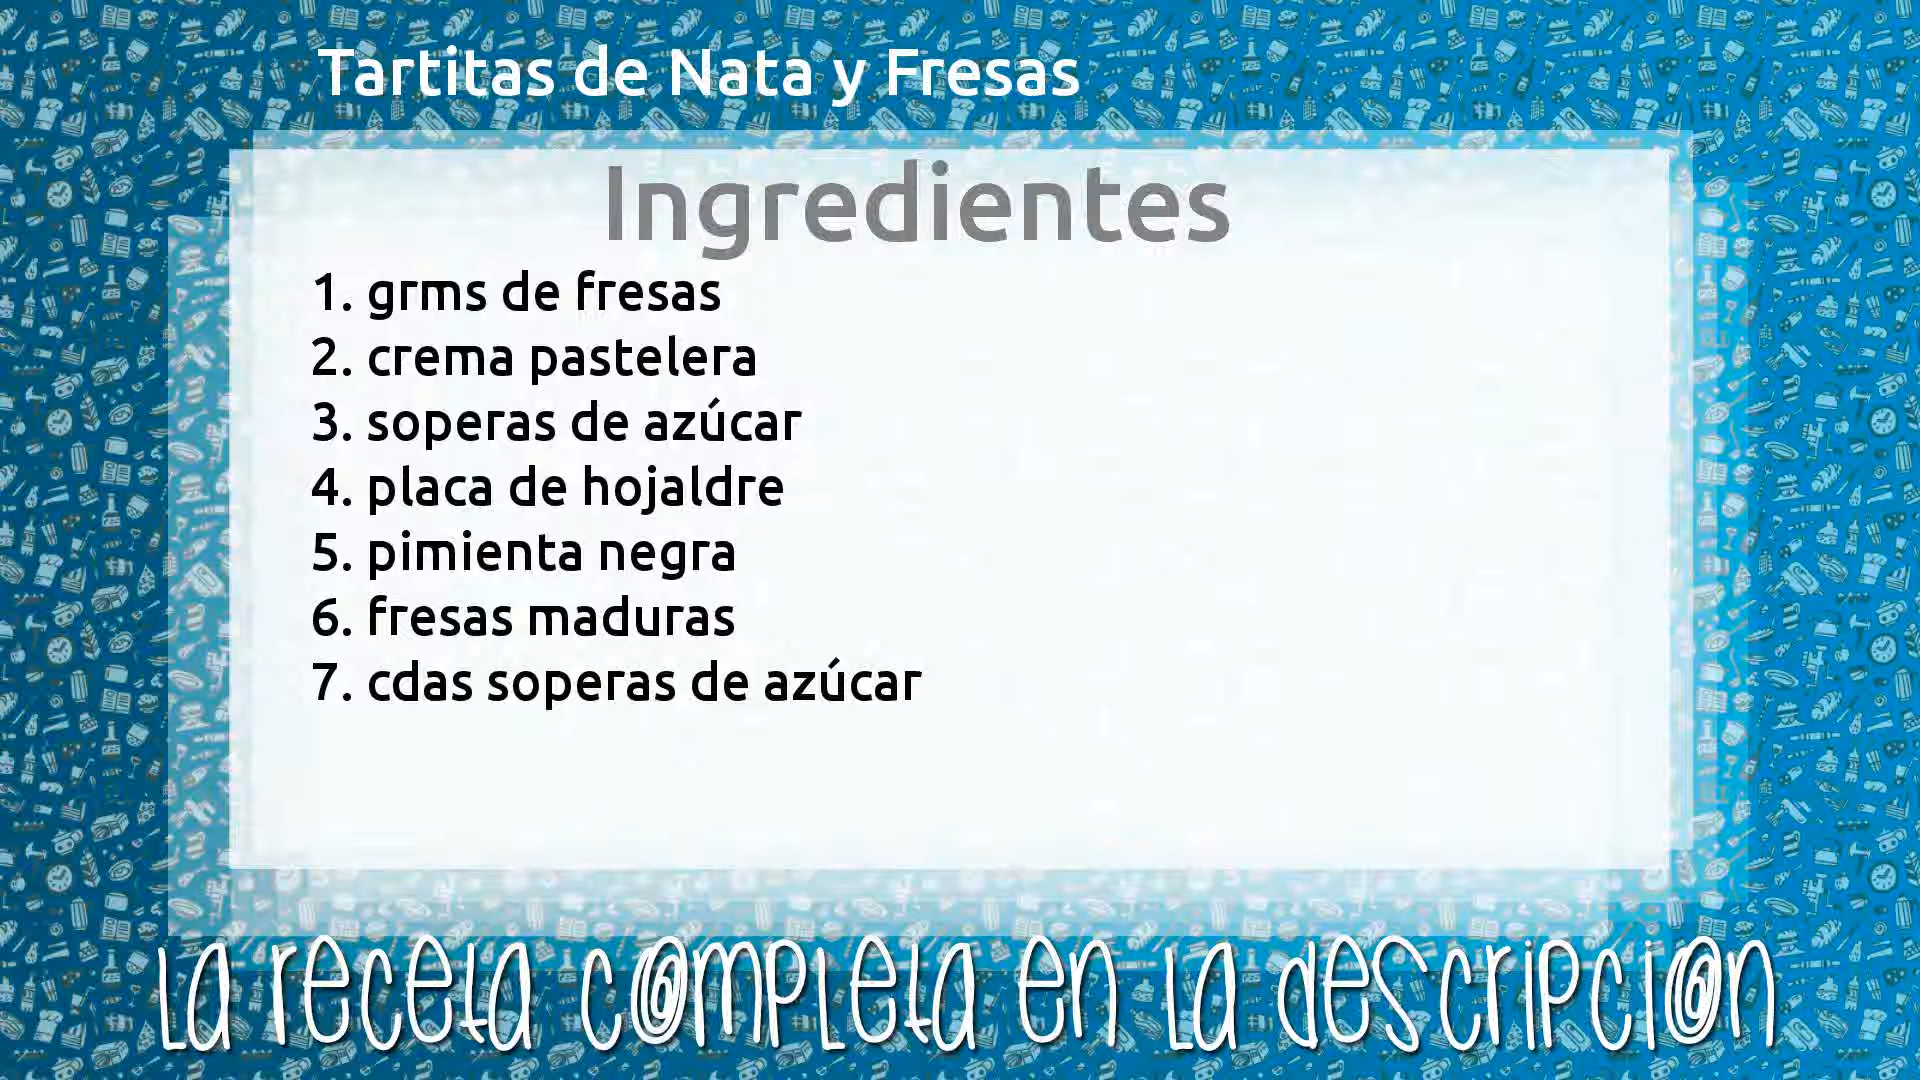 Tartitas de Nata y Fresas
Ingredientes
1. grms de fresas
2. crema pastelera
3. soperas de azúcar
4. placa de hojaldre
5. pimienta negra
6. fresas maduras
7. cdas soperas de azúcar
La receta completa en la descripción